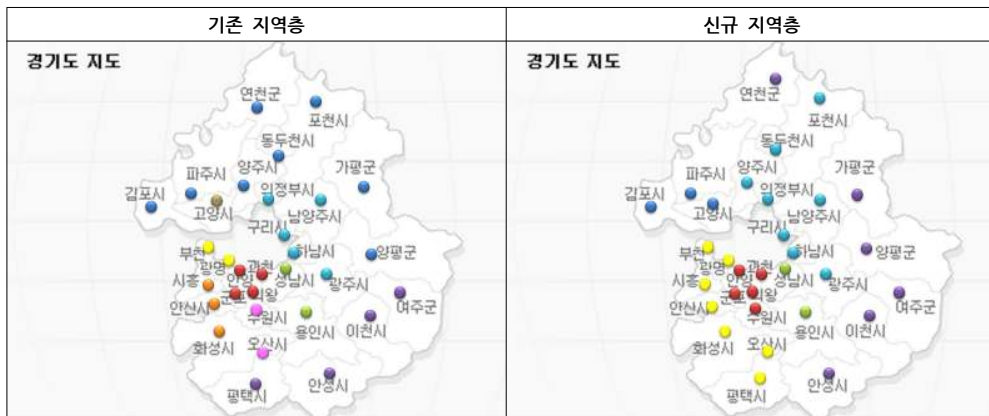 기존 지역층
신규 지역층
경기도 지도
연천군
포천시
동두천시
파주시
양주시
가평군
김포시
의정부시
고양시
남양주시
구리시
부천
하남시
양평군
광명
과천
안양
성남시
시흥
광주시
군포
의왕
여주군
안산시
수원시
용인시
이천시
화성시
오산시
평택시
안성시
경기도 지도
연천군
포천시
동두천시
파주시
양주시
가평군
김포시
의정부시
고양시
남양주시
구리시
부천
하남시
양평군
광명
과천
안양
성남시
시흥
광주시
군포
의왕
여주군
안산시
수원시
용인시
이천시
화성시
오산시
평택시
안성시